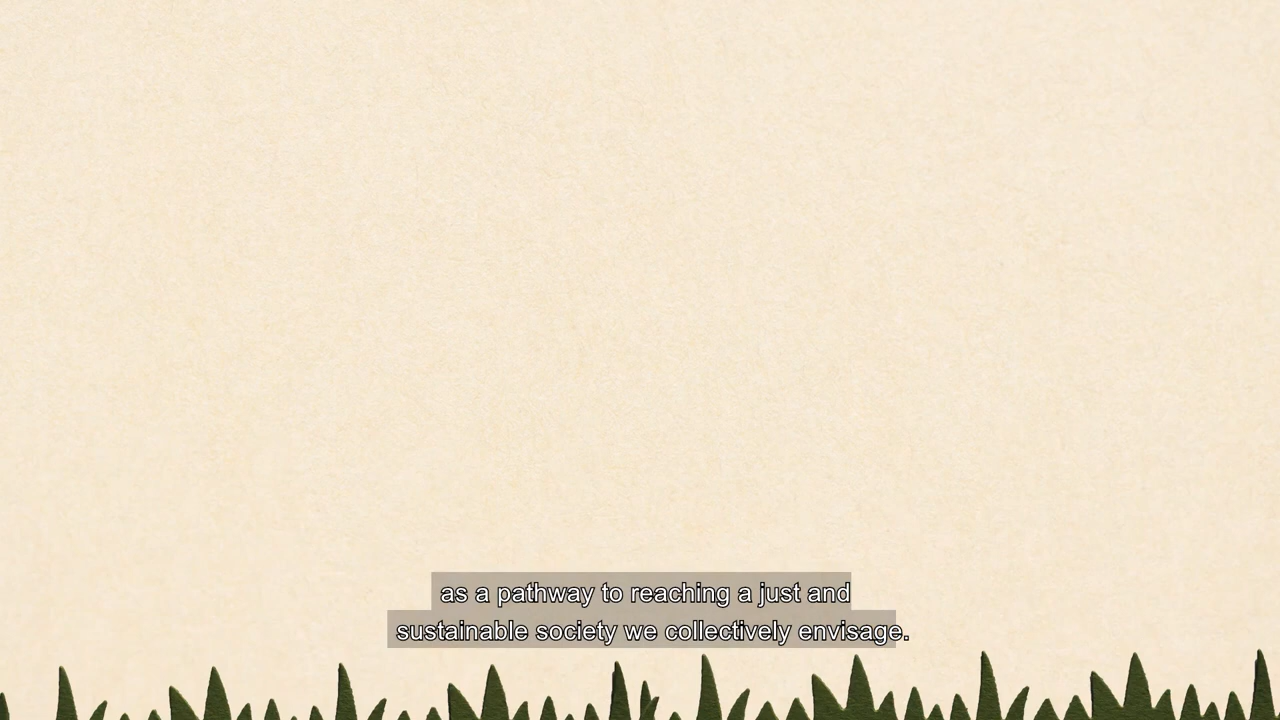 as a pathway to reaching a just and
sustainable society we collectively envisage.